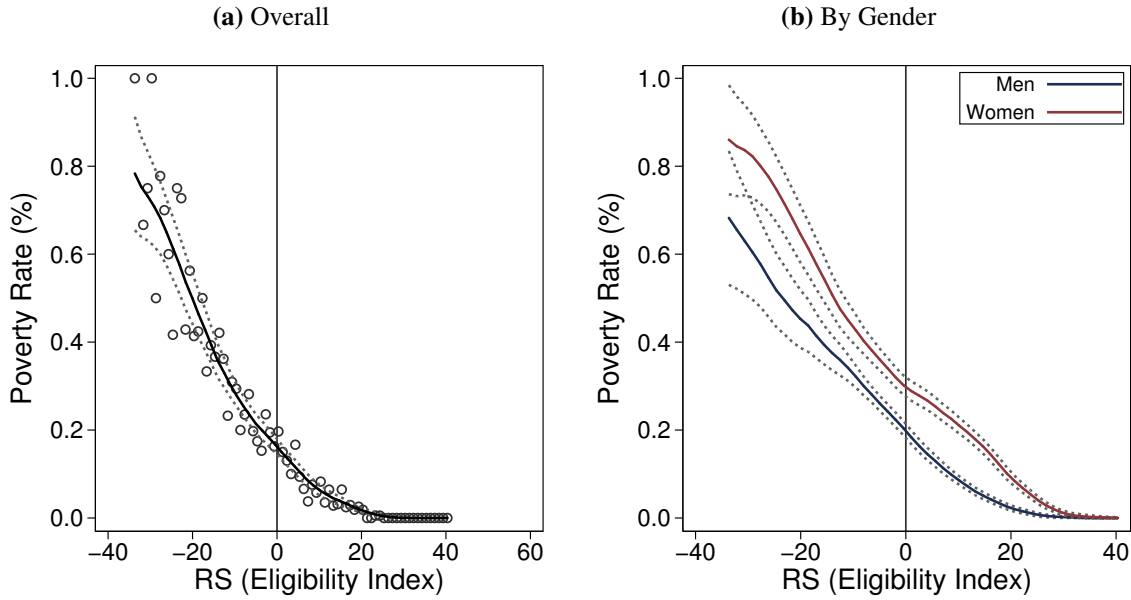 (a) Overall
1.0
0.8
0.6
0.4
0.2
0.0
Poverty Rate (%)
−40
−20
0
20
40
60
RS (Eligibility Index)
(b) By Gender
Men
Women
1.0
0.8
0.6
0.4
0.2
0.0
Poverty Rate (%)
−40
−20
0
20
40
RS (Eligibility Index)